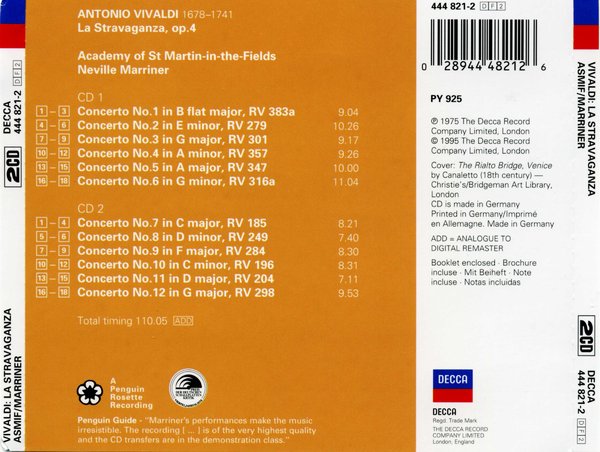 VIVALDI: LA STRAVAGANZA
ASMIF/MARRINER
2CD
DECCA
444 821-2 DF2
ANTONIO VIVALDI 1678–1741
La Stravaganza, op.4
Academy of St Martin-in-the-Fields
Neville Marriner
CD 1
1 – 3 Concerto No.1 in B flat major, RV 383a 9.04
4 – 6 Concerto No.2 in E minor, RV 279 10.26
7 – 9 Concerto No.3 in G major, RV 301 9.17
10 – 12 Concerto No.4 in A minor, RV 357 9.26
13 – 15 Concerto No.5 in A major, RV 347 10.00
16 – 18 Concerto No.6 in G minor, RV 316a 11.04
CD 2
1 – 4 Concerto No.7 in C major, RV 185 8.21
5 – 6 Concerto No.8 in D minor, RV 249 7.40
7 – 9 Concerto No.9 in F major, RV 284 8.30
10 – 12 Concerto No.10 in C minor, RV 196 8.31
13 – 15 Concerto No.11 in D major, RV 204 7.11
16 – 18 Concerto No.12 in G major, RV 298 9.53
Total timing 110.05 ADD
A
Penguin
Rosette
Recording
Penguin Guide - "Marriner's performances make the music
irresistible. The recording [ ... ] is of the very highest quality
and the CD transfers are in the demonstration class."
444 821-2 DF2
0 28944 48212 6
PY 925
℗ 1975 The Decca Record
Company Limited, London
© 1995 The Decca Record
Company Limited, London
Cover: The Rialto Bridge, Venice
by Canaletto (18th century) —
Christie's/Bridgeman Art Library,
London
CD is made in Germany
Printed in Germany/Imprimé
en Allemagne. Made in Germany
ADD = ANALOGUE TO
DIGITAL REMASTER
Booklet enclosed · Brochure
incluse · Mit Beiheft · Note
incluse · Notas incluidas
DECCA
DECCA
Regd. Trade Mark
THE DECCA RECORD
COMPANY LIMITED
LONDON, ENGLAND
VIVALDI: LA STRAVAGANZA
ASMIF/MARRINER
2CD
DECCA
444 821-2 DF2